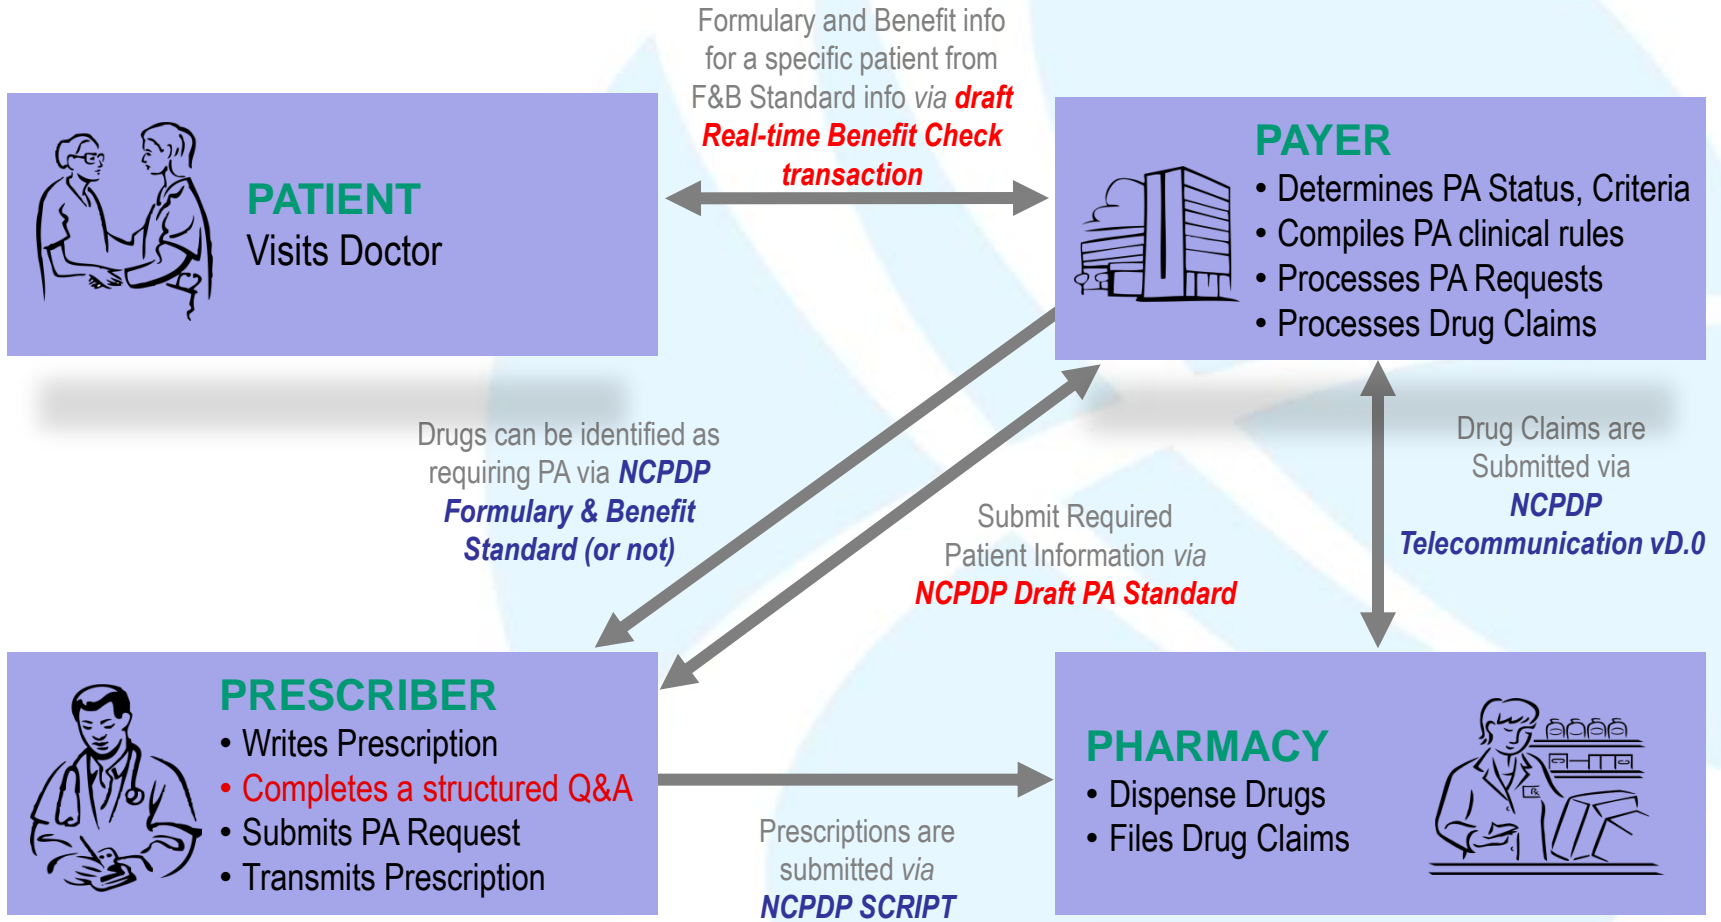 Formulary and Benefit info
for a specific patient from
F&B Standard info via draft
Real-time Benefit Check
transaction
PATIENT
Visits Doctor
PAYER
• Determines PA Status, Criteria
• Compiles PA clinical rules
• Processes PA Requests
• Processes Drug Claims
Drugs can be identified as
requiring PA via NCPDP
Formulary & Benefit
Standard (or not)
Submit Required
Patient Information via
NCPDP Draft PA Standard
Drug Claims are
Submitted via
NCPDP
Telecommunication vD.0
PRESCRIBER
• Writes Prescription
• Completes a structured Q&A
• Submits PA Request
• Transmits Prescription
Prescriptions are
submitted via
NCPDP SCRIPT
PHARMACY
• Dispense Drugs
• Files Drug Claims